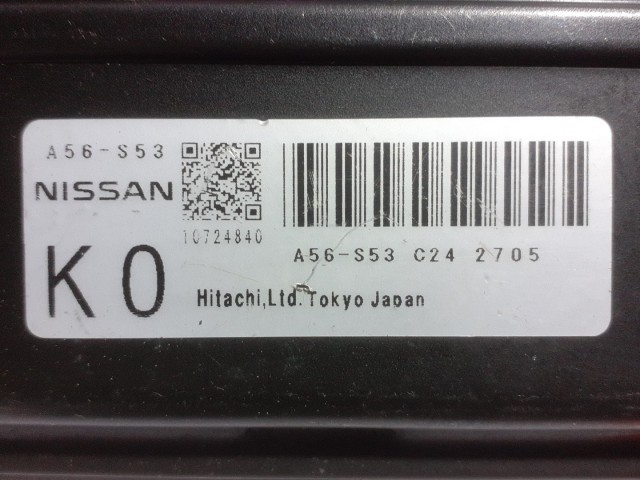 A56-S53
NISSAN
10724840
K0
A56-S53 C24 2705
Hitachi,Ltd. Tokyo Japan